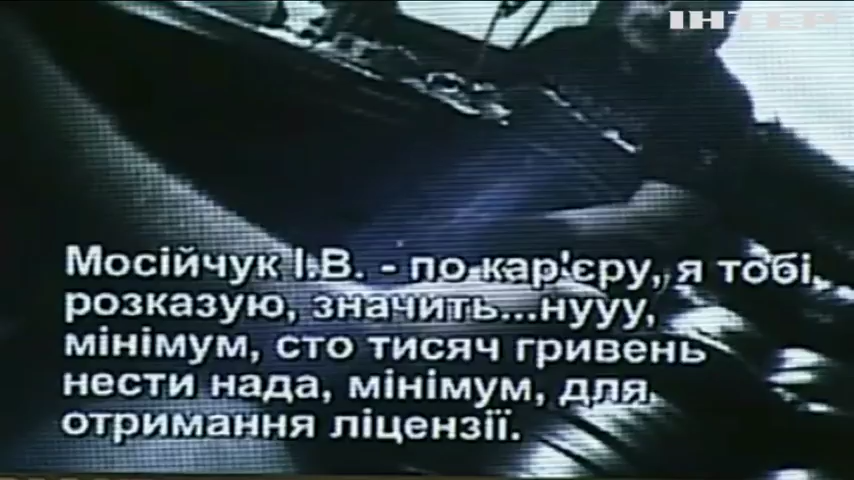 ІНТЕР
Мосійчук І.В. - по кар'єру, я тобі,
розказую, значить...нууу,
мінімум, сто тисяч гривень
нести нада, мінімум, для
отримання ліцензії.